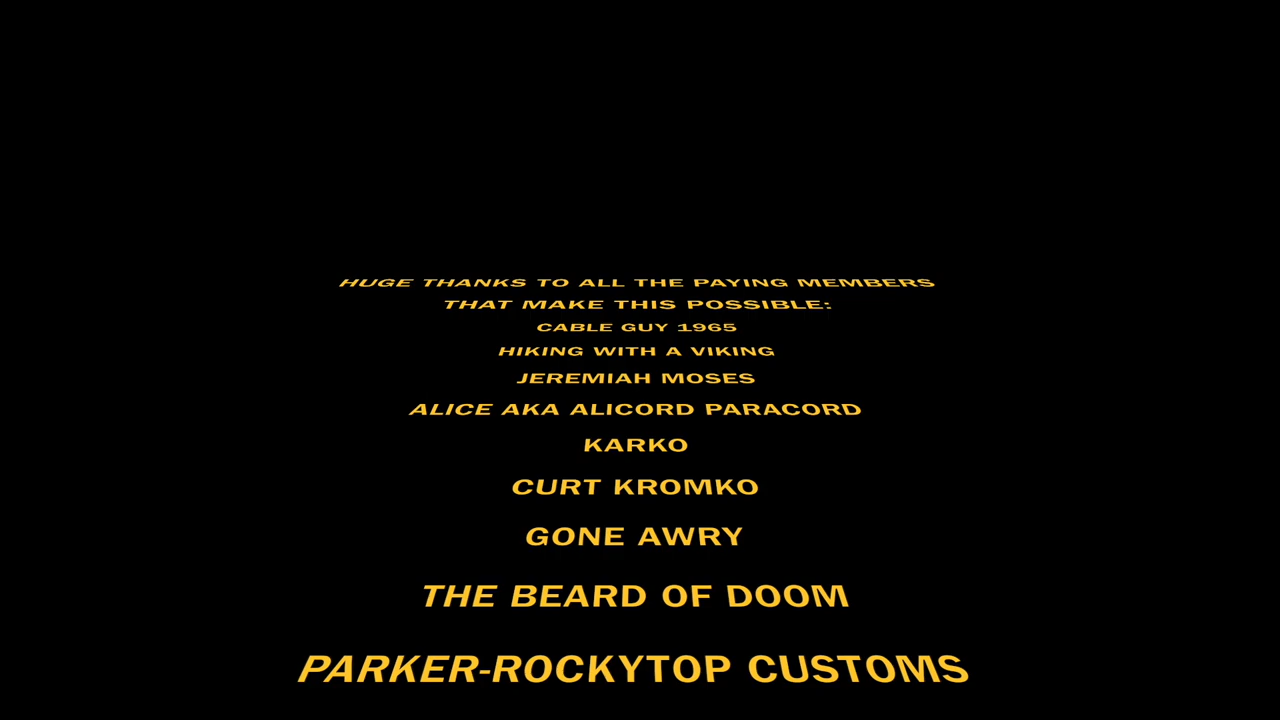 HUGE THANKS TO ALL THE PAYING MEMBERS
THAT MAKE THIS POSSIBLE:
CABLE GUY 1965
HIKING WITH A VIKING
JEREMIAH MOSES
ALICE AKA ALICORD PARACORD
KARKO
CURT KROMKO
GONE AWRY
THE BEARD OF DOOM
PARKER-ROCKYTOP CUSTOMS